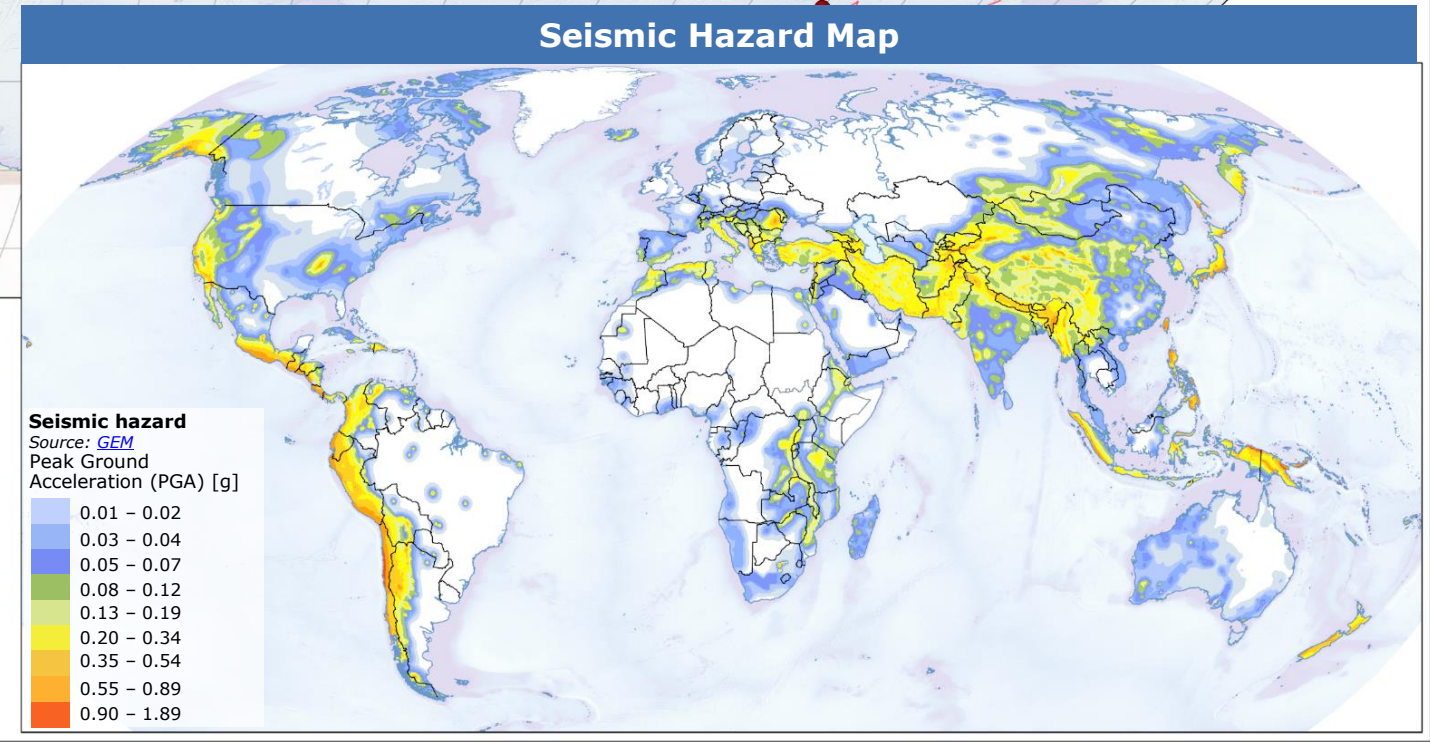 Seismic Hazard Map
Seismic hazard
Source: GEM
Peak Ground
Acceleration (PGA) [g]
0.01 – 0.02
0.03 – 0.04
0.05 – 0.07
0.08 – 0.12
0.13 – 0.19
0.20 – 0.34
0.35 – 0.54
0.55 – 0.89
0.90 – 1.89